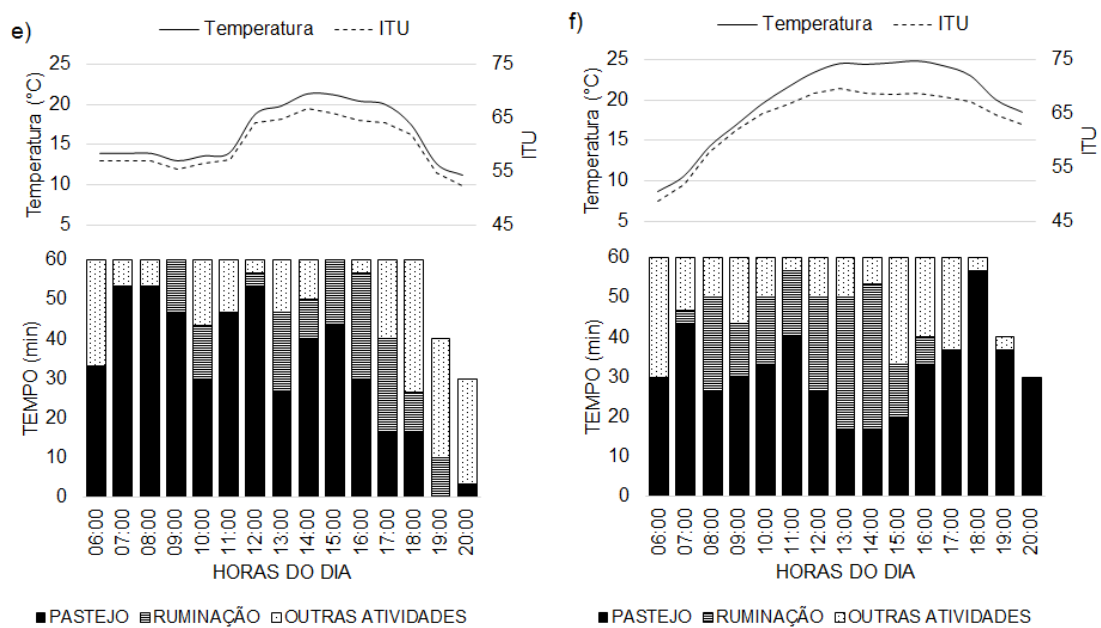 e)
Temperatura ITU
25
20
15
10
5
Temperatura (°C)
75
65
55
45
ITU
60
50
40
30
20
10
0
TEMPO (min)
06:00 07:00 08:00 09:00 10:00 11:00 12:00 13:00 14:00 15:00 16:00 17:00 18:00 19:00 20:00
HORAS DO DIA
PASTEJO RUMINAÇÃO OUTRAS ATIVIDADES
f)
Temperatura ITU
25
20
15
10
5
Temperatura (°C)
75
65
55
45
ITU
60
50
40
30
20
10
0
TEMPO (min)
06:00 07:00 08:00 09:00 10:00 11:00 12:00 13:00 14:00 15:00 16:00 17:00 18:00 19:00 20:00
HORAS DO DIA
PASTEJO RUMINAÇÃO OUTRAS ATIVIDADES